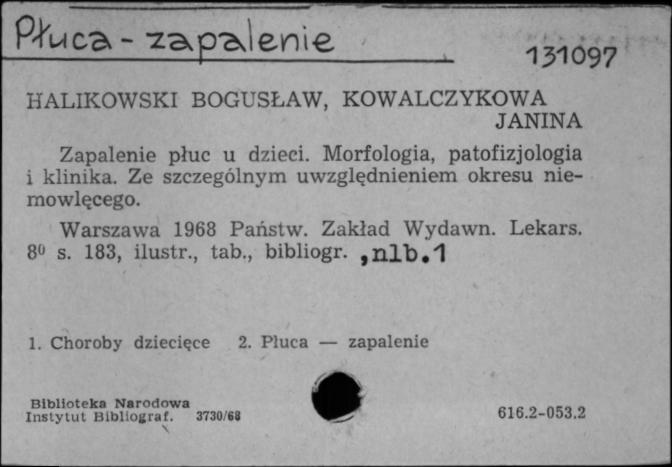 Płuca - zapalenie
131097
HALIKOWSKI BOGUSŁAW, KOWALCZYKOWA
JANINA
Zapalenie płuc u dzieci. Morfologia, patofizjologia
i klinika. Ze szczególnym uwzględnieniem okresu nie-
mowlęcego.
Warszawa 1968 Państw. Zakład Wydawn. Lekars.
8⁰ s. 183, ilustr., tab., bibliogr. ,nlb.1
1. Choroby dziecięce 2. Płuca — zapalenie
Biblioteka Narodowa
Instytut Bibliograf. 3730/68
616.2-053.2